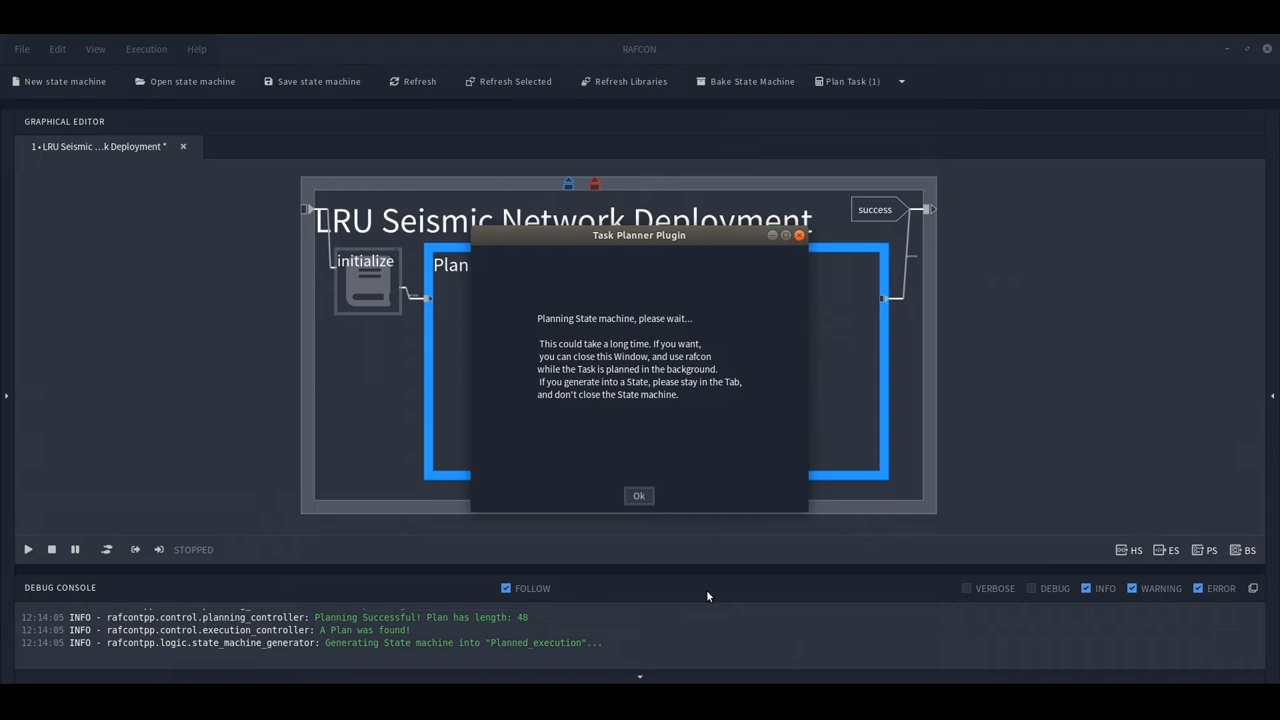 File Edit View Execution Help RAFCON
New state machine Open state machine Save state machine Refresh Refresh Selected Refresh Libraries Bake State Machine Plan Task (1)
GRAPHICAL EDITOR
1 • LRU Seismic ...k Deployment *
success
LRU Seismic Network Deployment
Task Planner Plugin
initialize
Plan
Planning State machine, please wait...
This could take a long time. If you want,
you can close this Window, and use rafcon
while the Task is planned in the background.
If you generate into a State, please stay in the Tab,
and don't close the State machine.
Ok
STOPPED HS ES PS BS
DEBUG CONSOLE FOLLOW VERBOSE DEBUG INFO WARNING ERROR
12:14:05 INFO - rafcontpp.control.planning_controller: Planning Successful! Plan has length: 48
12:14:05 INFO - rafcontpp.control.execution_controller: A Plan was found!
12:14:05 INFO - rafcontpp.logic.state_machine_generator: Generating State machine into "Planned_execution"...